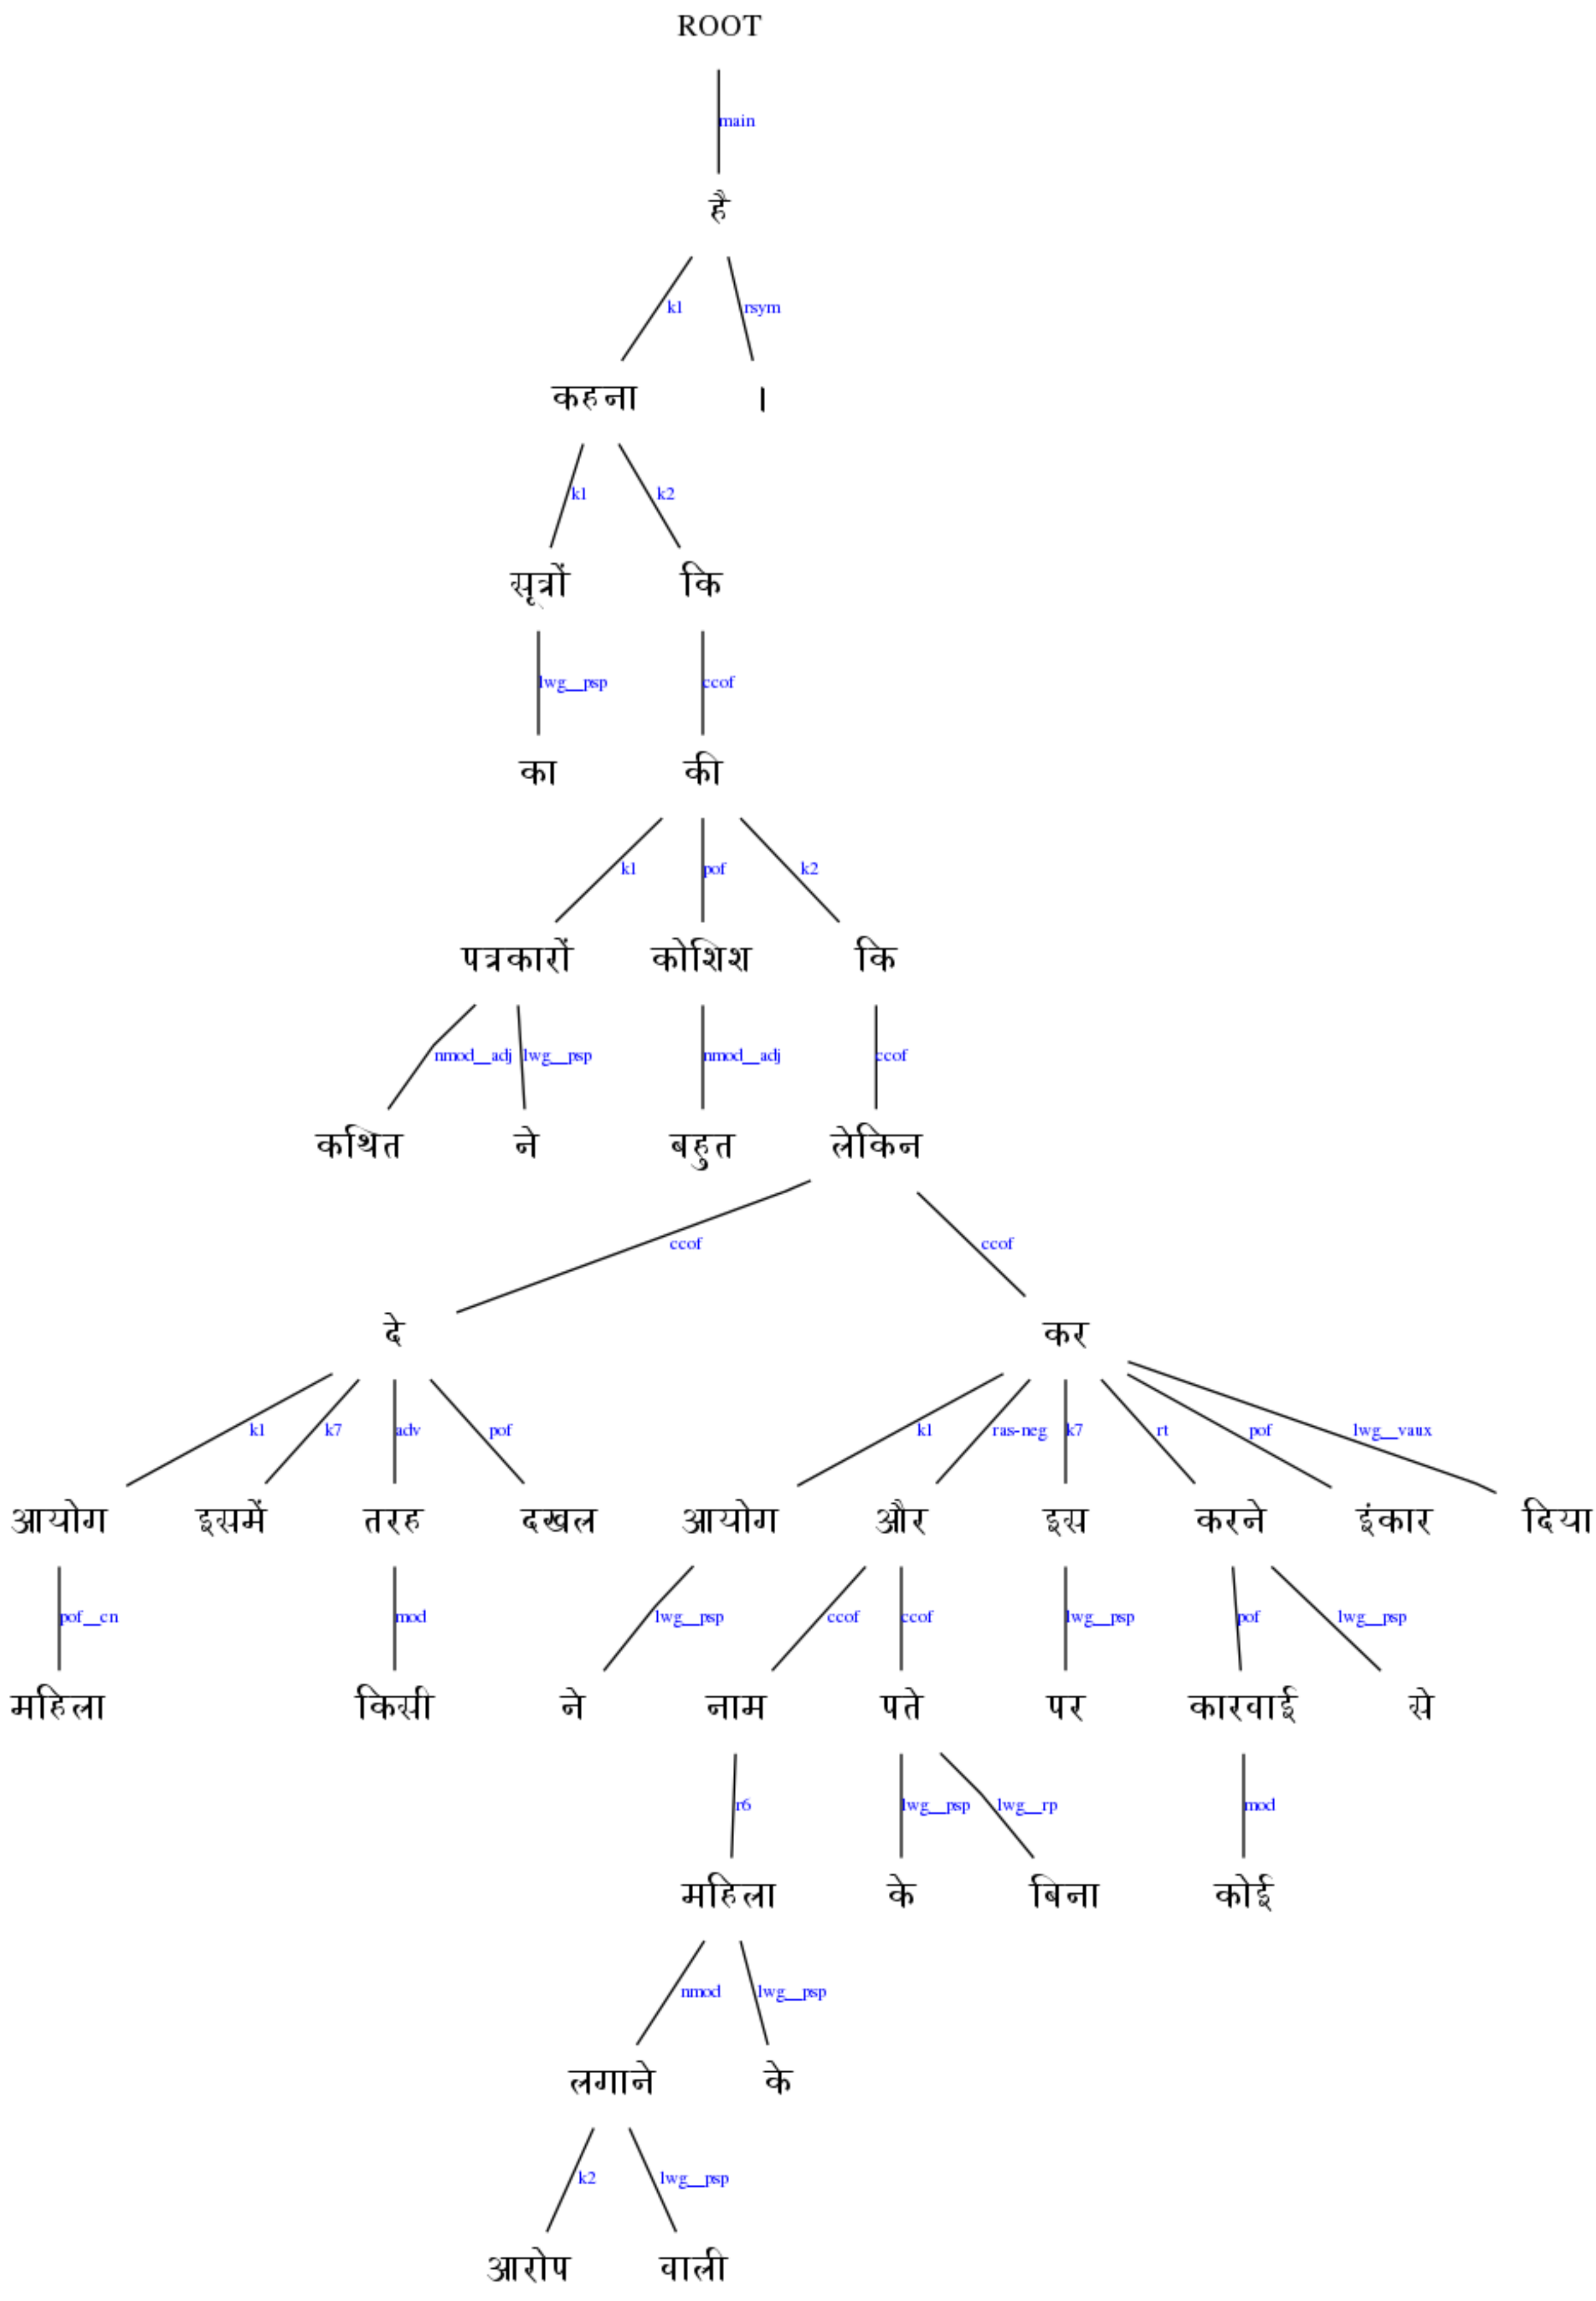 ROOT
main
है
k1 rsym
कहना ।
k1 k2
सूत्रों कि
lwg__psp ccof
का की
k1 pof k2
पत्रकारों कोशिश कि
nmod__adj lwg__psp nmod__adj ccof
कथित ने बहुत लेकिन
ccof ccof
दे कर
k1 k7 adv pof k1 ras-neg k7 rt pof lwg__vaux
आयोग इसमें तरह दखल आयोग और इस करने इंकार दिया
pof__cn mod lwg__psp ccof ccof lwg__psp pof lwg__psp
महिला किसी ने नाम पते पर कारवाई से
r6 lwg__psp lwg__rp mod
महिला के बिना कोई
nmod lwg__psp
लगाने के
k2 lwg__psp
आरोप वाली